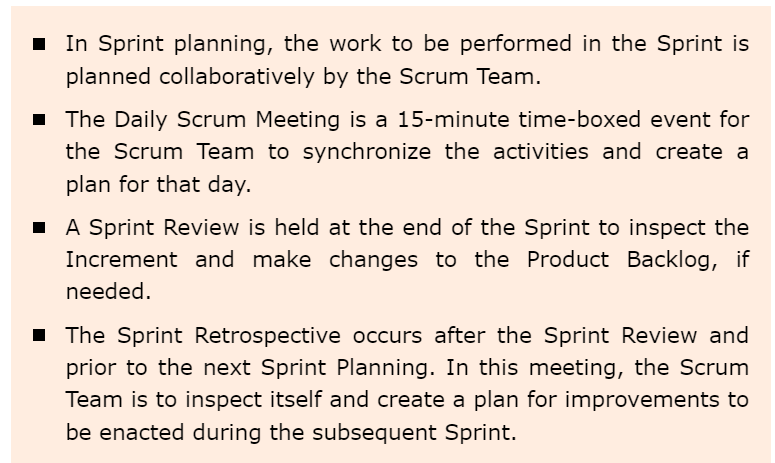 ■ In Sprint planning, the work to be performed in the Sprint is
planned collaboratively by the Scrum Team.
■ The Daily Scrum Meeting is a 15-minute time-boxed event for
the Scrum Team to synchronize the activities and create a
plan for that day.
■ A Sprint Review is held at the end of the Sprint to inspect the
Increment and make changes to the Product Backlog, if
needed.
■ The Sprint Retrospective occurs after the Sprint Review and
prior to the next Sprint Planning. In this meeting, the Scrum
Team is to inspect itself and create a plan for improvements to
be enacted during the subsequent Sprint.